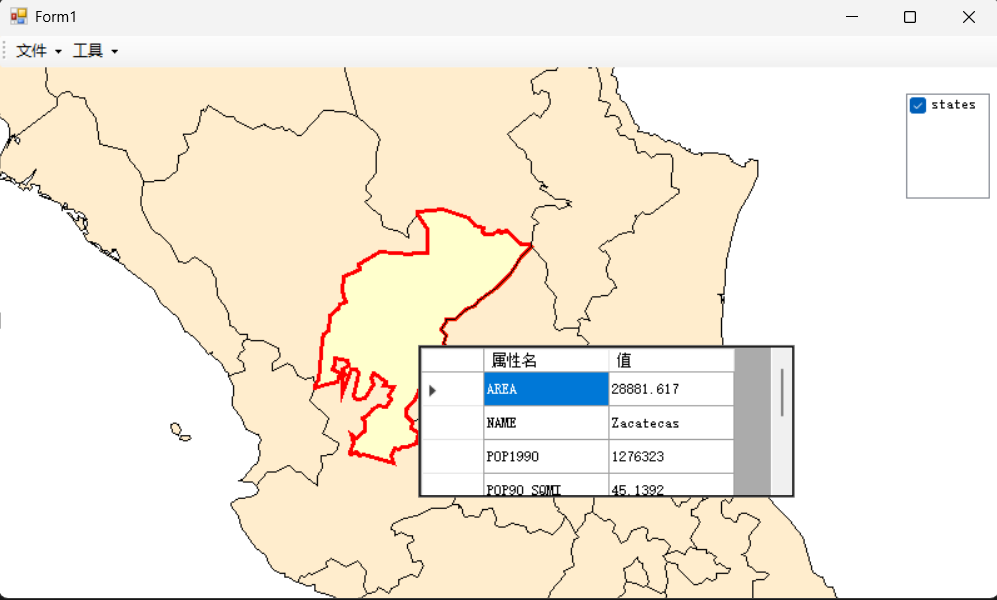 Form1
文件 工具
states
属性名 值
AREA 28881.617
NAME Zacatecas
POP1990 1276323
POP90_SQMI 45.1392